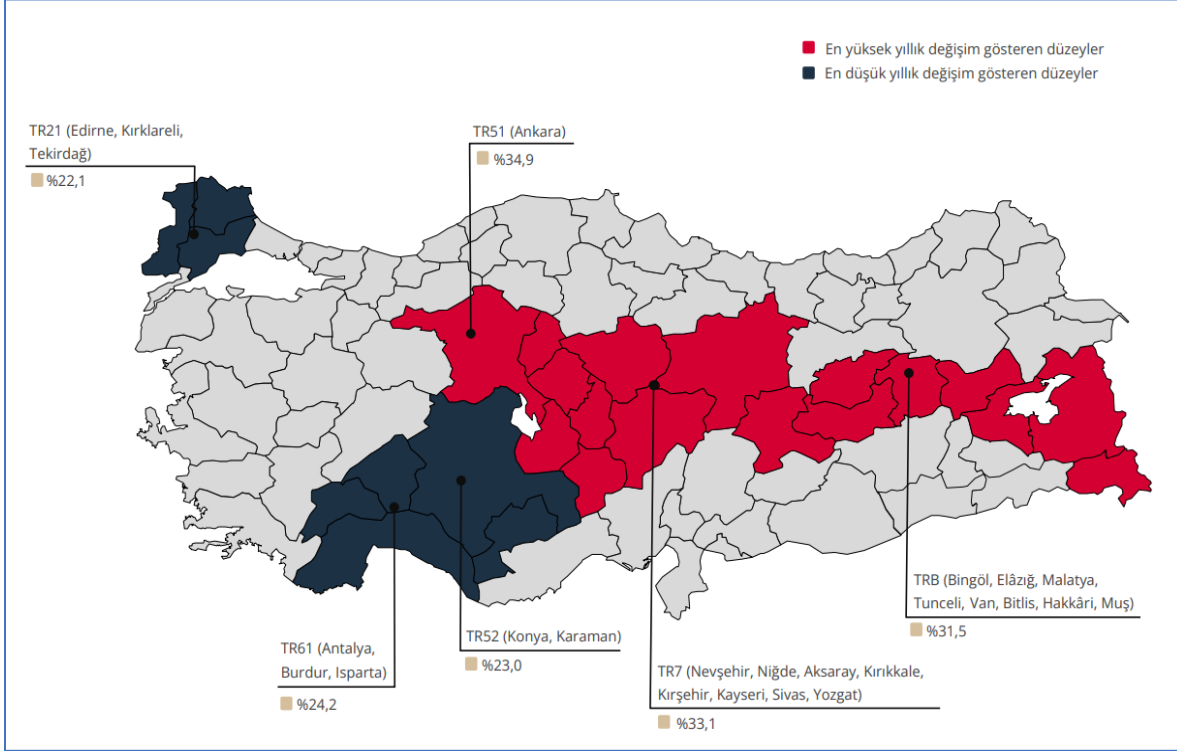 En yüksek yıllık değişim gösteren düzeyler
En düşük yıllık değişim gösteren düzeyler
TR21 (Edirne, Kırklareli,
Tekirdağ)
%22,1
TR51 (Ankara)
%34,9
TRB (Bingöl, Elâzığ, Malatya,
Tunceli, Van, Bitlis, Hakkâri, Muş)
%31,5
TR52 (Konya, Karaman)
%23,0
TR61 (Antalya,
Burdur, Isparta)
%24,2
TR7 (Nevşehir, Niğde, Aksaray, Kırıkkale,
Kırşehir, Kayseri, Sivas, Yozgat)
%33,1